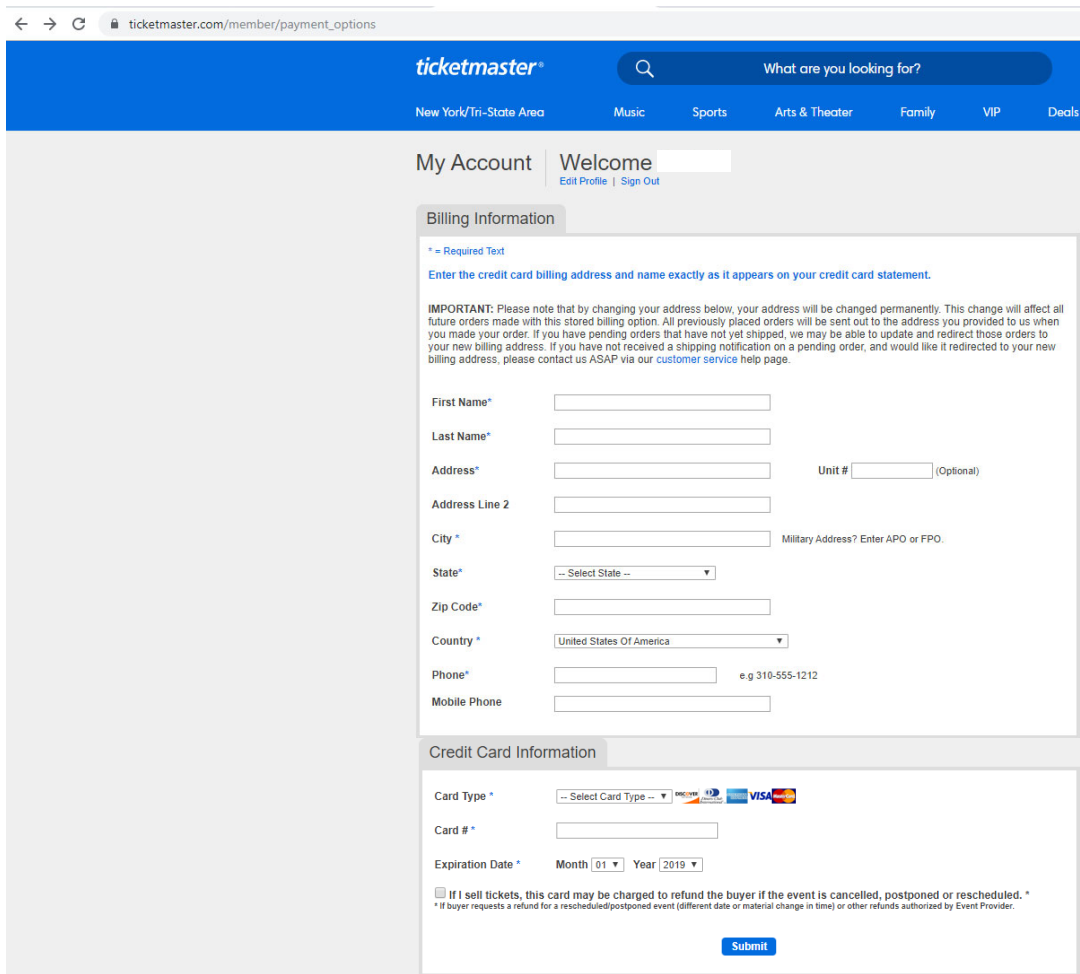 ticketmaster.com/member/payment_options
ticketmaster®
What are you looking for?
New York/Tri-State Area Music Sports Arts & Theater Family VIP Deals
My Account Welcome
Edit Profile | Sign Out
Billing Information
* = Required Text
Enter the credit card billing address and name exactly as it appears on your credit card statement.
IMPORTANT: Please note that by changing your address below, your address will be changed permanently. This change will affect all
future orders made with this stored billing option. All previously placed orders will be sent out to the address you provided to us when
you made your order. If you have pending orders that have not yet shipped, we may be able to update and redirect those orders to
your new billing address. If you have not received a shipping notification on a pending order, and would like it redirected to your new
billing address, please contact us ASAP via our customer service help page.
First Name*
Last Name*
Address* Unit # (Optional)
Address Line 2
City * Military Address? Enter APO or FPO.
State* -- Select State --
Zip Code*
Country * United States Of America
Phone* e.g 310-555-1212
Mobile Phone
Credit Card Information
Card Type * -- Select Card Type -- DISCOVER VISA
Card # *
Expiration Date * Month 01 Year 2019
If I sell tickets, this card may be charged to refund the buyer if the event is cancelled, postponed or rescheduled. *
* If buyer requests a refund for a rescheduled/postponed event (different date or material change in time) or other refunds authorized by Event Provider.
Submit